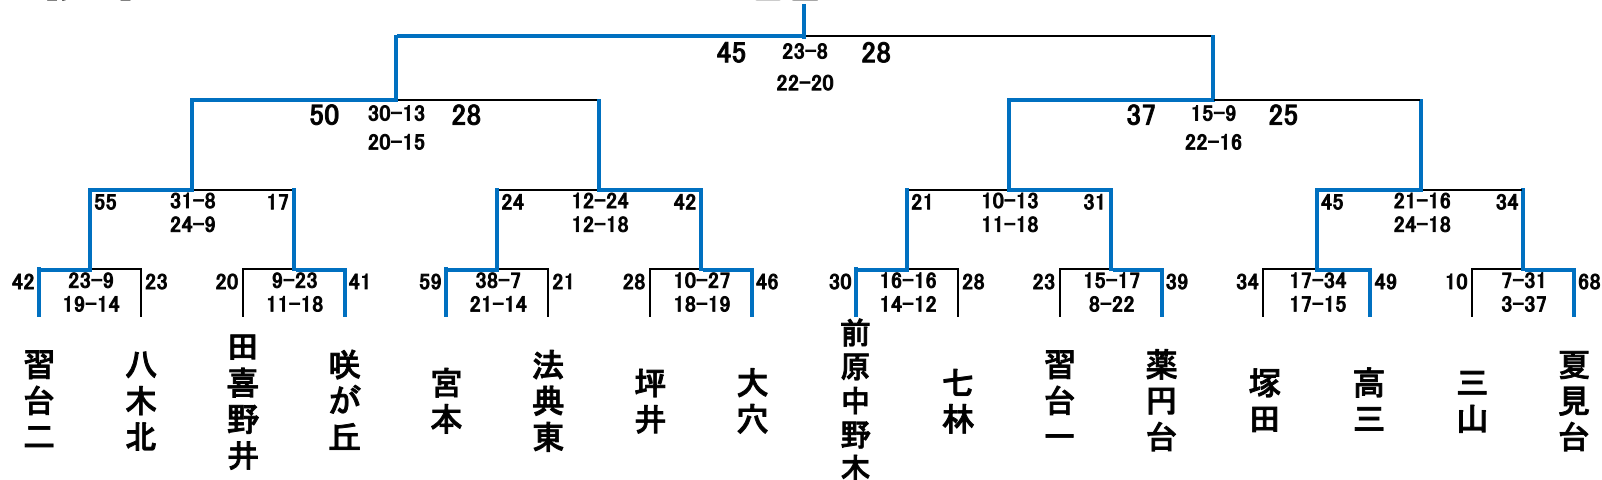 45 23-8 28
22-20
50 30-13 28
20-15
37 15-9 25
22-16
55 31-8 17
24-9
24 12-24 42
12-18
21 10-13 31
11-18
45 21-16 34
24-18
42 23-9 23
19-14
20 9-23 41
11-18
59 38-7 21
21-14
28 10-27 46
18-19
30 16-16 28
14-12
23 15-17 39
8-22
34 17-34 49
17-15
10 7-31 68
3-37
習台二
八木北
田喜野井
咲が丘
宮本
法典東
坪井
大穴
前原中野木
七林
習台一
薬円台
塚田
高三
三山
夏見台